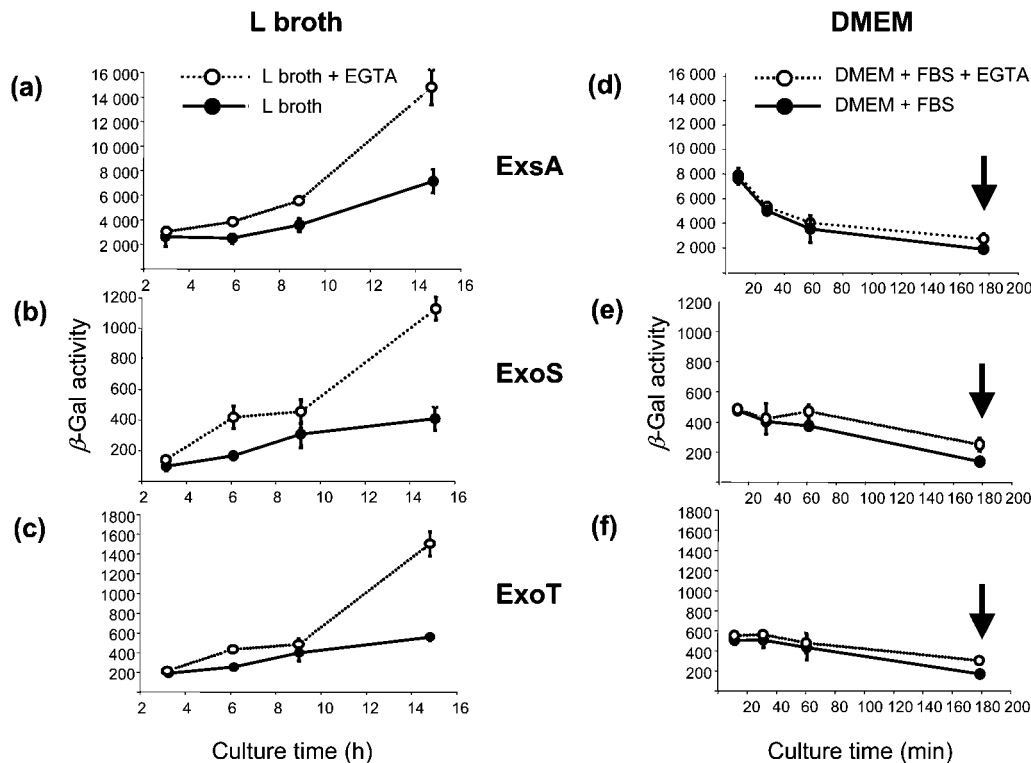 L broth
DMEM
(a)
16 000
14 000
12 000
10 000
8 000
6 000
4 000
2 000
L broth + EGTA
L broth
2 4 6 8 10 12 14 16
ExsA
(d)
16 000
14 000
12 000
10 000
8 000
6 000
4 000
2 000
DMEM + FBS + EGTA
DMEM + FBS
20 40 60 80 100 120 140 160 180 200
(b)
1200
1000
800
600
400
200
β-Gal activity
2 4 6 8 10 12 14 16
ExoS
(e)
1200
1000
800
600
400
200
β-Gal activity
20 40 60 80 100 120 140 160 180 200
(c)
1800
1600
1400
1200
1000
800
600
400
200
2 4 6 8 10 12 14 16
Culture time (h)
ExoT
(f)
1800
1600
1400
1200
1000
800
600
400
200
20 40 60 80 100 120 140 160 180 200
Culture time (min)